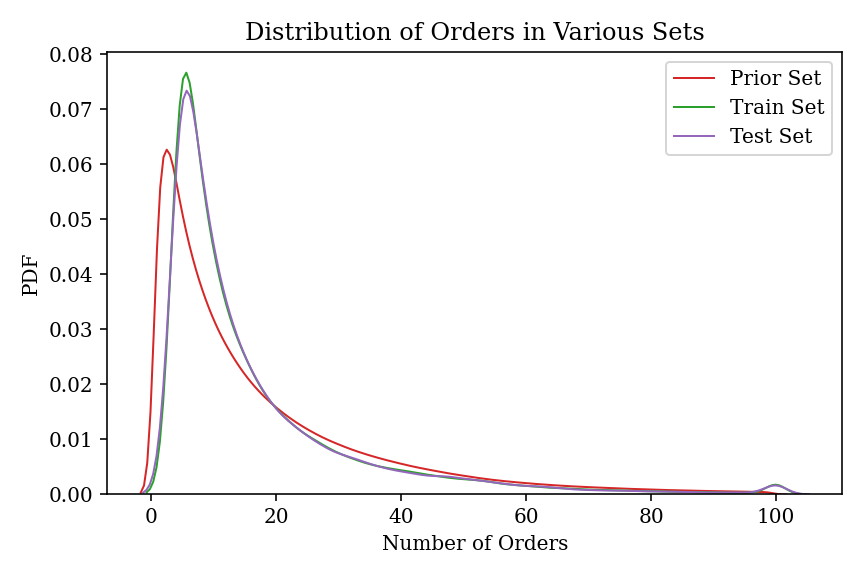 Distribution of Orders in Various Sets
0.08
0.07
0.06
0.05
0.04
0.03
0.02
0.01
0.00
PDF
Prior Set
Train Set
Test Set
0 20 40 60 80 100
Number of Orders